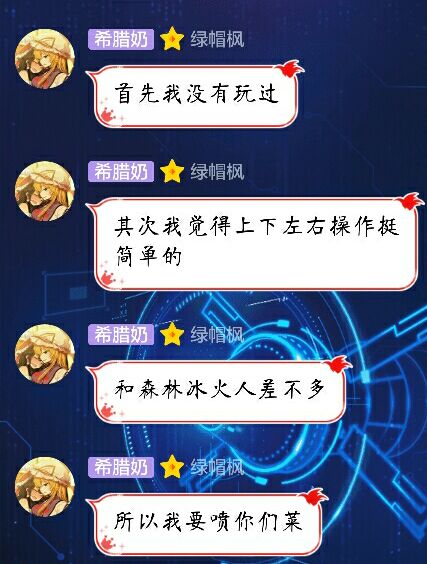 希腊奶 绿帽枫
首先我没有玩过
希腊奶 绿帽枫
其次我觉得上下左右操作挺
简单的
希腊奶 绿帽枫
和森林冰火人差不多
希腊奶 绿帽枫
所以我要喷你们菜